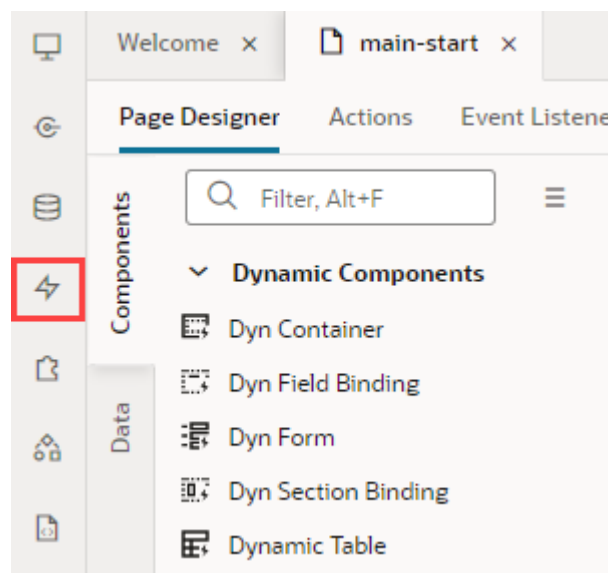 Welcome ×
main-start ×
Page Designer Actions Event Listene
Components
Data
Filter, Alt+F
Dynamic Components
Dyn Container
Dyn Field Binding
Dyn Form
Dyn Section Binding
Dynamic Table